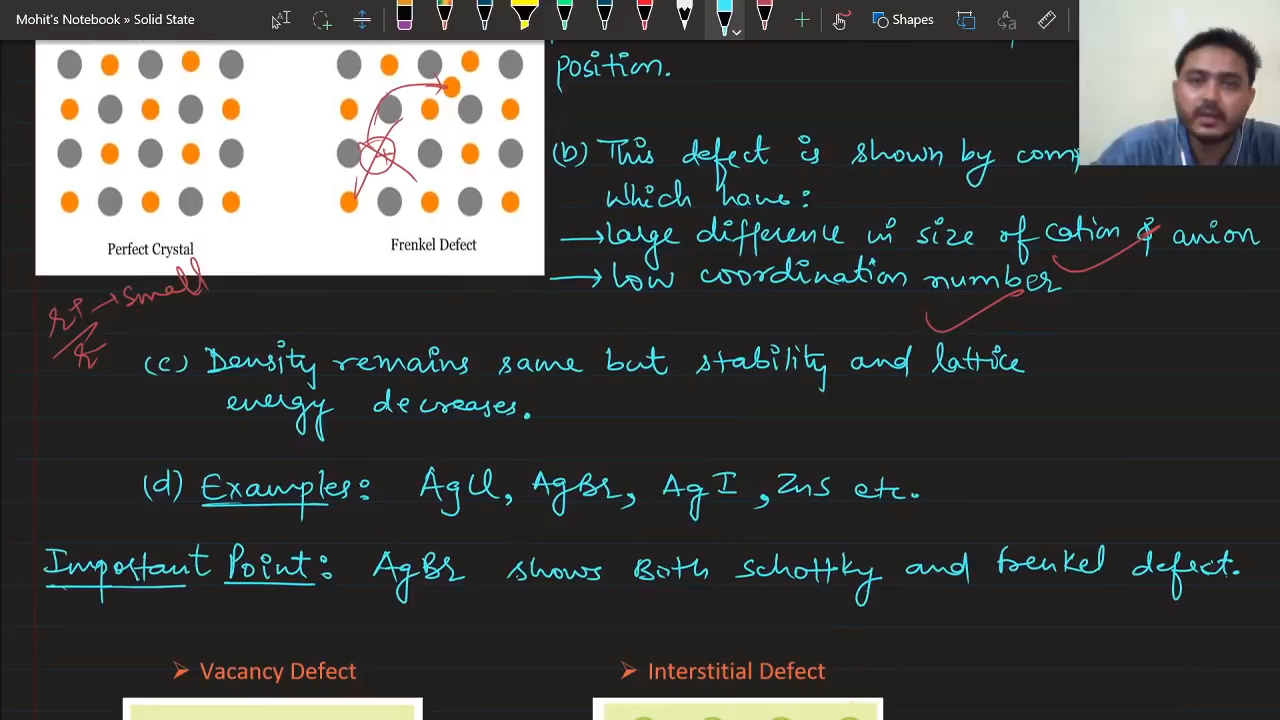 Mohit's Notebook » Solid State
Shapes
position.
(b) This defect is shown by
which have:
→ large difference in size of cation & anion
→ low coordination number
Perfect Crystal
Frenkel Defect
r+ → small
r
(c) Density remains same but stability and lattice
energy decreases.
(d) Examples: AgCl, AgBr, AgI, ZnS etc.
Important Point: AgBr shows Both schottky and frenkel defect.
➢ Vacancy Defect
➢ Interstitial Defect